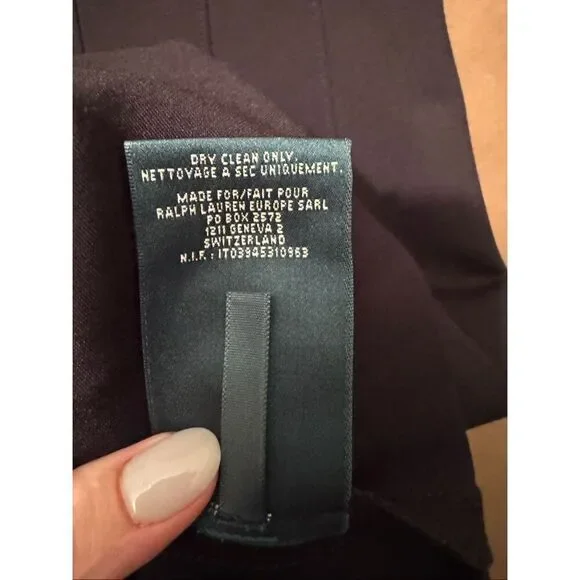 DRY CLEAN ONLY.
NETTOYAGE A SEC UNIQUEMENT.
MADE FOR/FAIT POUR
RALPH LAUREN EUROPE SARL
PO BOX 2572
1211 GENEVA 2
SWITZERLAND
N.I.F.: IT03945310963